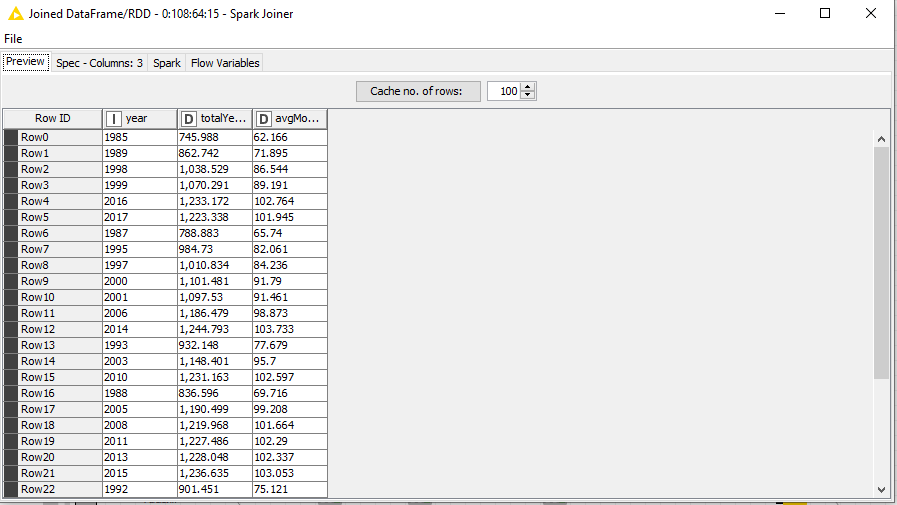 Joined DataFrame/RDD - 0:108:64:15 - Spark Joiner
File
Preview Spec - Columns: 3 Spark Flow Variables
Cache no. of rows: 100
Row ID I year D totalYe... D avgMo...
Row0 1985 745.988 62.166
Row1 1989 862.742 71.895
Row2 1998 1,038.529 86.544
Row3 1999 1,070.291 89.191
Row4 2016 1,233.172 102.764
Row5 2017 1,223.338 101.945
Row6 1987 788.883 65.74
Row7 1995 984.73 82.061
Row8 1997 1,010.834 84.236
Row9 2000 1,101.481 91.79
Row10 2001 1,097.53 91.461
Row11 2006 1,186.479 98.873
Row12 2014 1,244.793 103.733
Row13 1993 932.148 77.679
Row14 2003 1,148.401 95.7
Row15 2010 1,231.163 102.597
Row16 1988 836.596 69.716
Row17 2005 1,190.499 99.208
Row18 2008 1,219.968 101.664
Row19 2011 1,227.486 102.29
Row20 2013 1,228.048 102.337
Row21 2015 1,236.635 103.053
Row22 1992 901.451 75.121